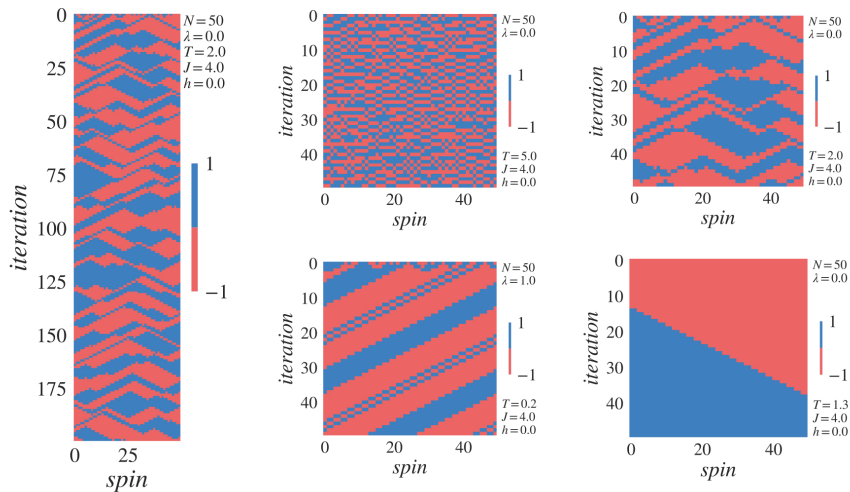 iteration
0
25
50
75
100
125
150
175
0
25
spin
N=50
λ=0.0
T=2.0
J=4.0
h=0.0
1
−1
iteration
0
10
20
30
40
0
20
40
spin
N=50
λ=0.0
1
−1
T=5.0
J=4.0
h=0.0
iteration
0
10
20
30
40
0
20
40
spin
N=50
λ=0.0
1
−1
T=2.0
J=4.0
h=0.0
iteration
0
10
20
30
40
0
20
40
spin
N=50
λ=1.0
1
−1
T=0.2
J=4.0
h=0.0
iteration
0
10
20
30
40
0
20
40
spin
N=50
λ=0.0
1
−1
T=1.3
J=4.0
h=0.0